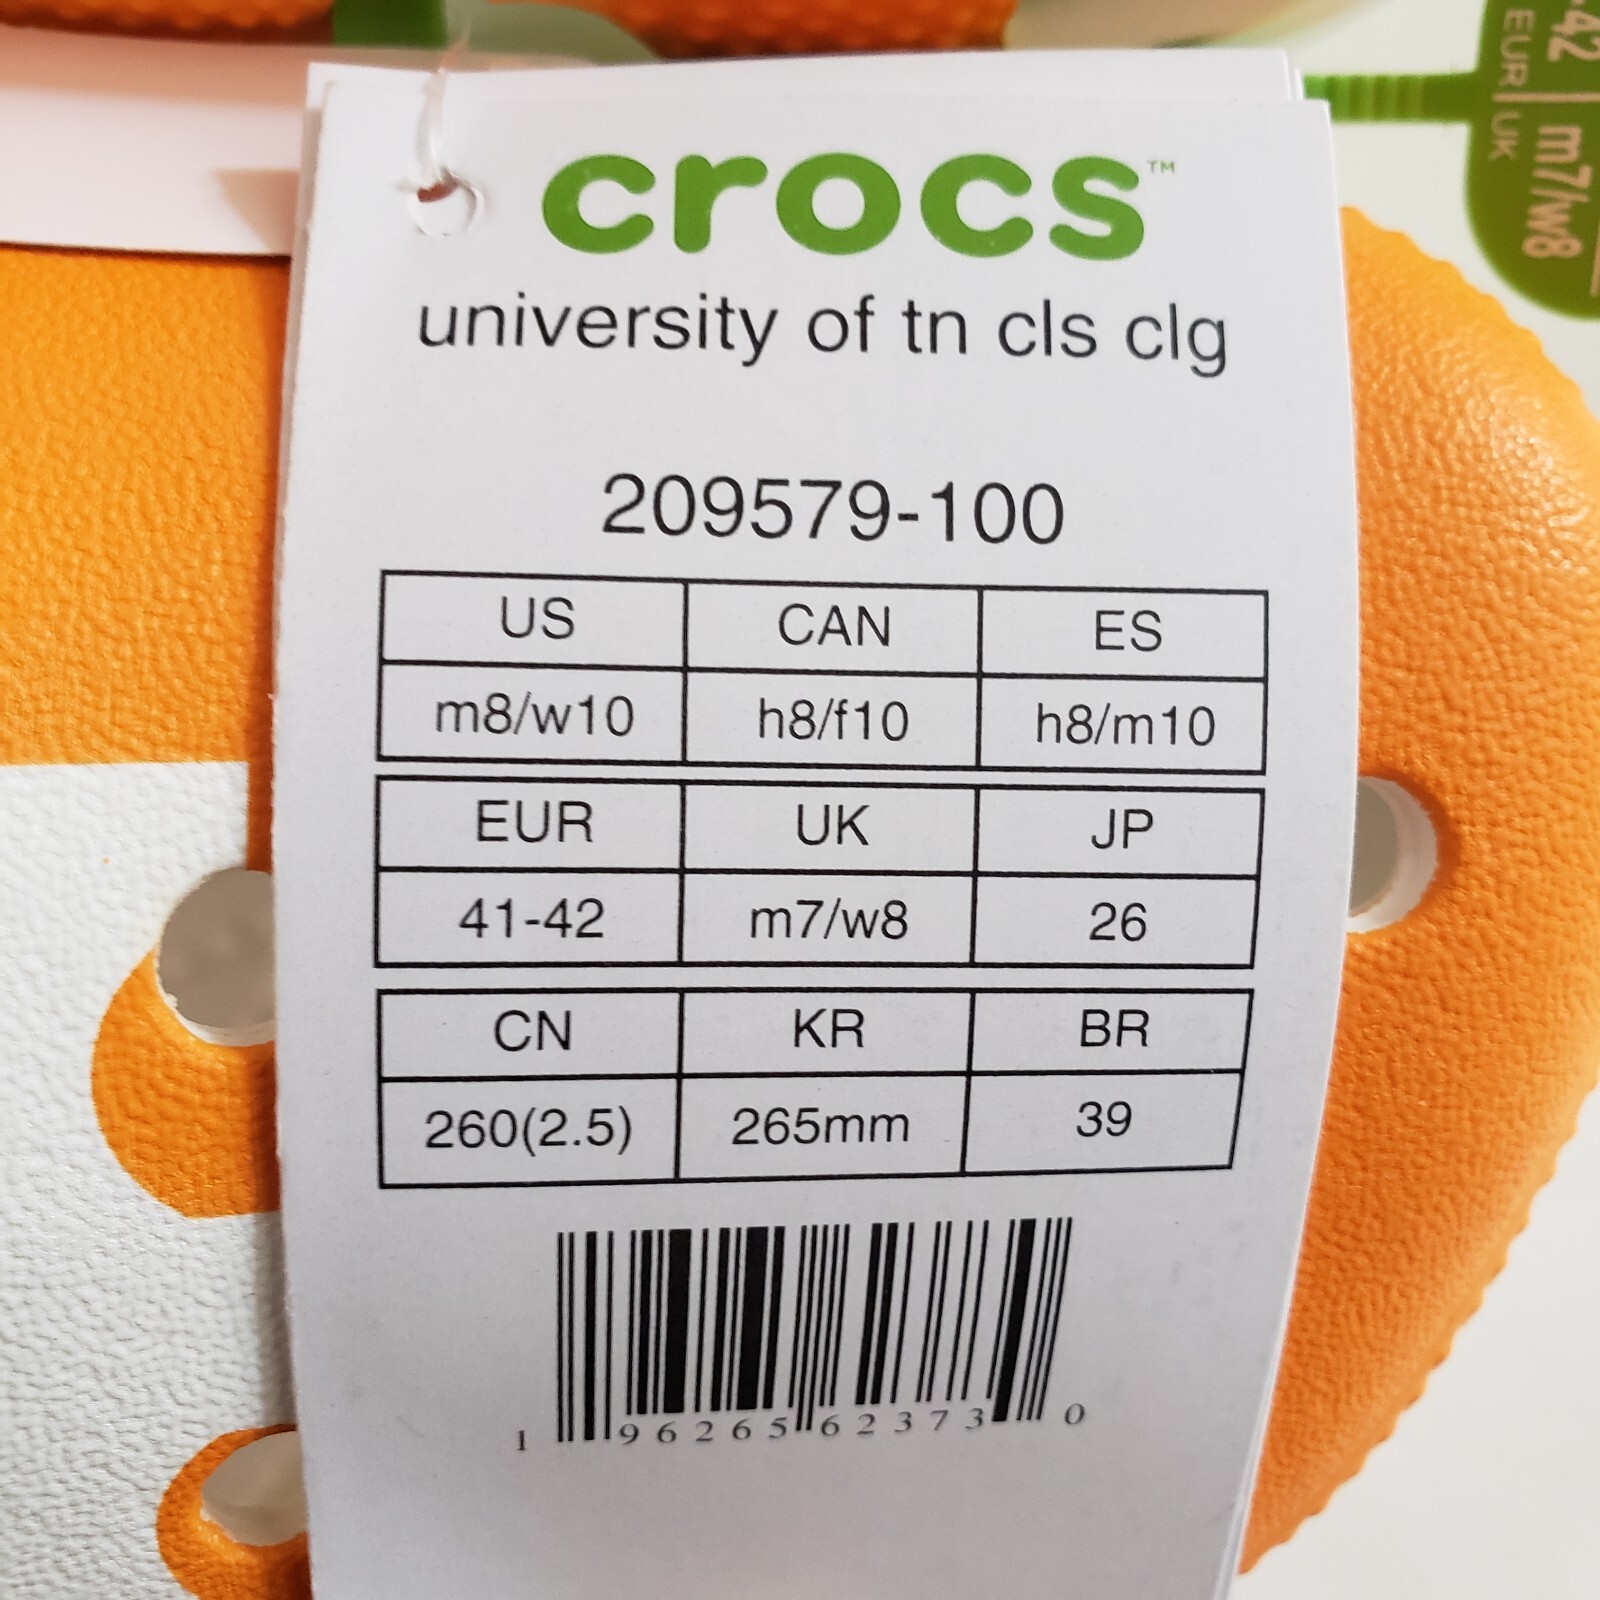 crocs™
university of tn cls clg
209579-100
US CAN ES
m8/w10 h8/f10 h8/m10
EUR UK JP
41-42 m7/w8 26
CN KR BR
260(2.5) 265mm 39
1 96265 62373 0
-42 m7/w8
EUR UK